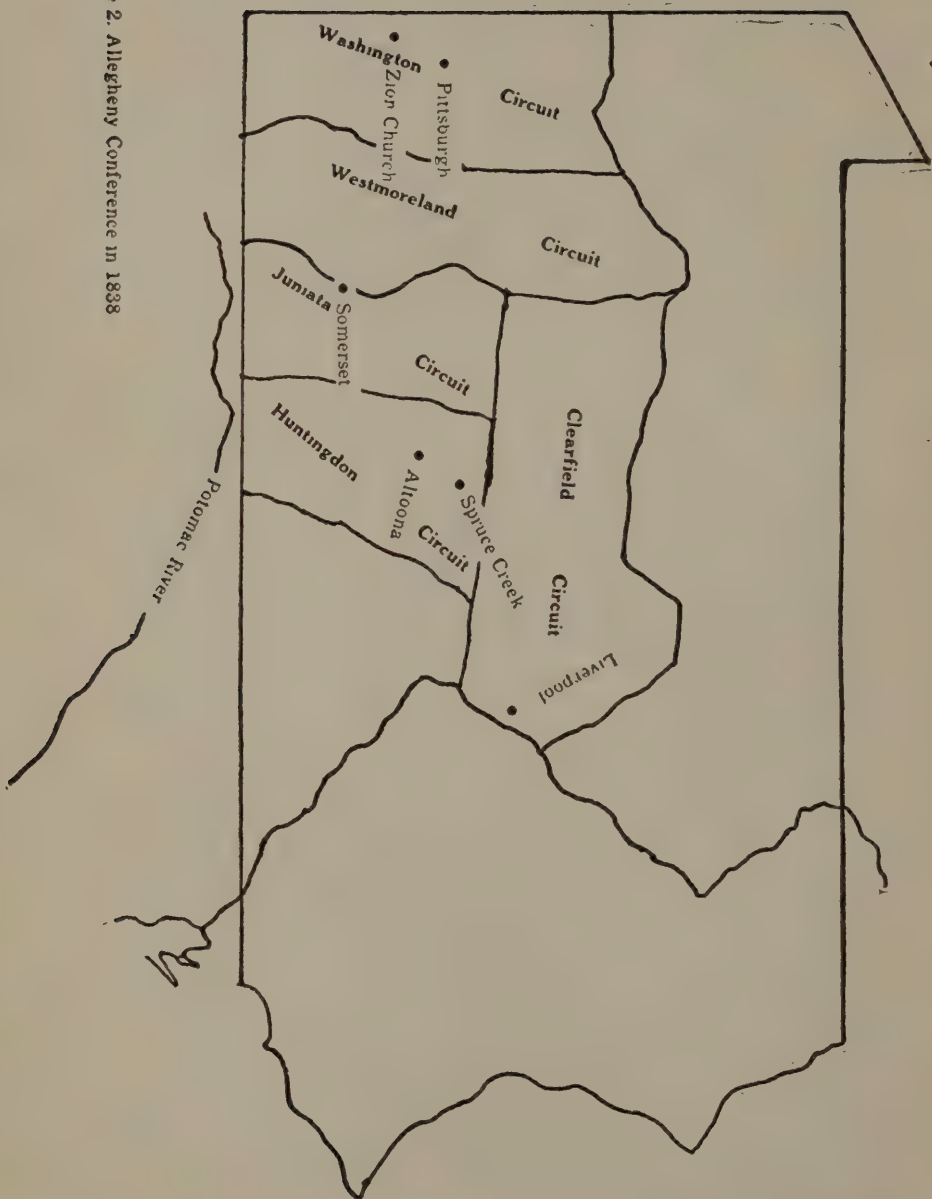 2. Allegheny Conference in 1838
Washington
Circuit
Pittsburgh
Zion Church
Westmoreland
Circuit
Juniata
Circuit
Somerset
Huntingdon
Circuit
Altoona
Spruce Creek
Clearfield
Circuit
Liverpool
Potomac River